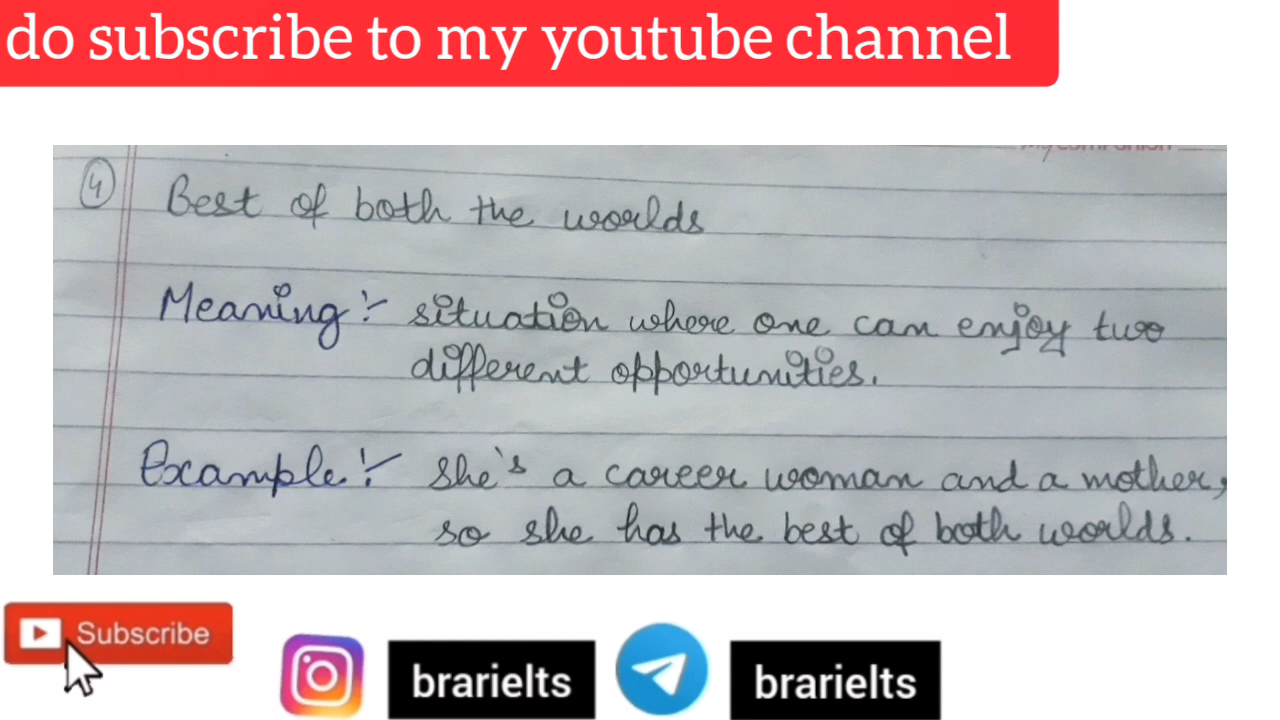 do subscribe to my youtube channel
4 Best of both the worlds
Meaning :- situation where one can enjoy two
different opportunities.
Example :- She's a career woman and a mother,
so she has the best of both worlds.
Subscribe
brarielts
brarielts